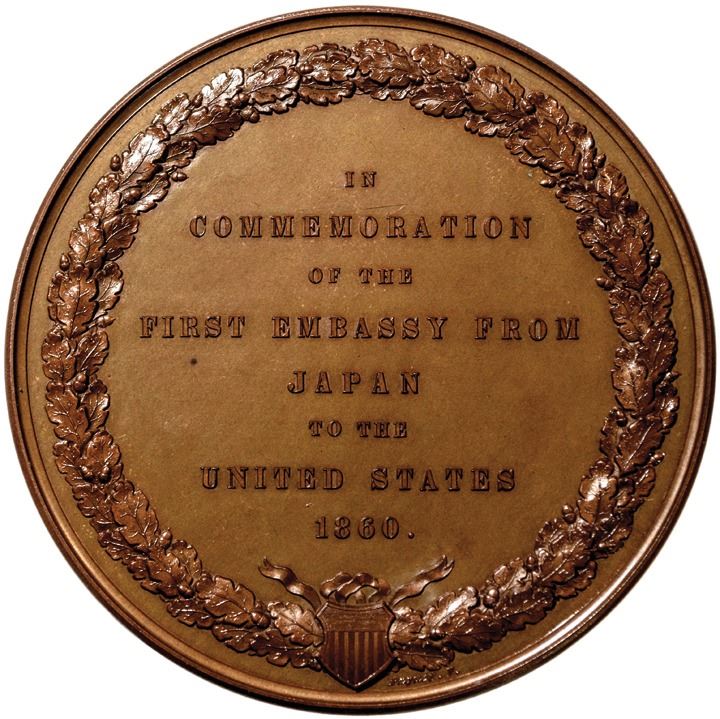 IN
COMMEMORATION
OF THE
FIRST EMBASSY FROM
JAPAN
TO THE
UNITED STATES
1860.